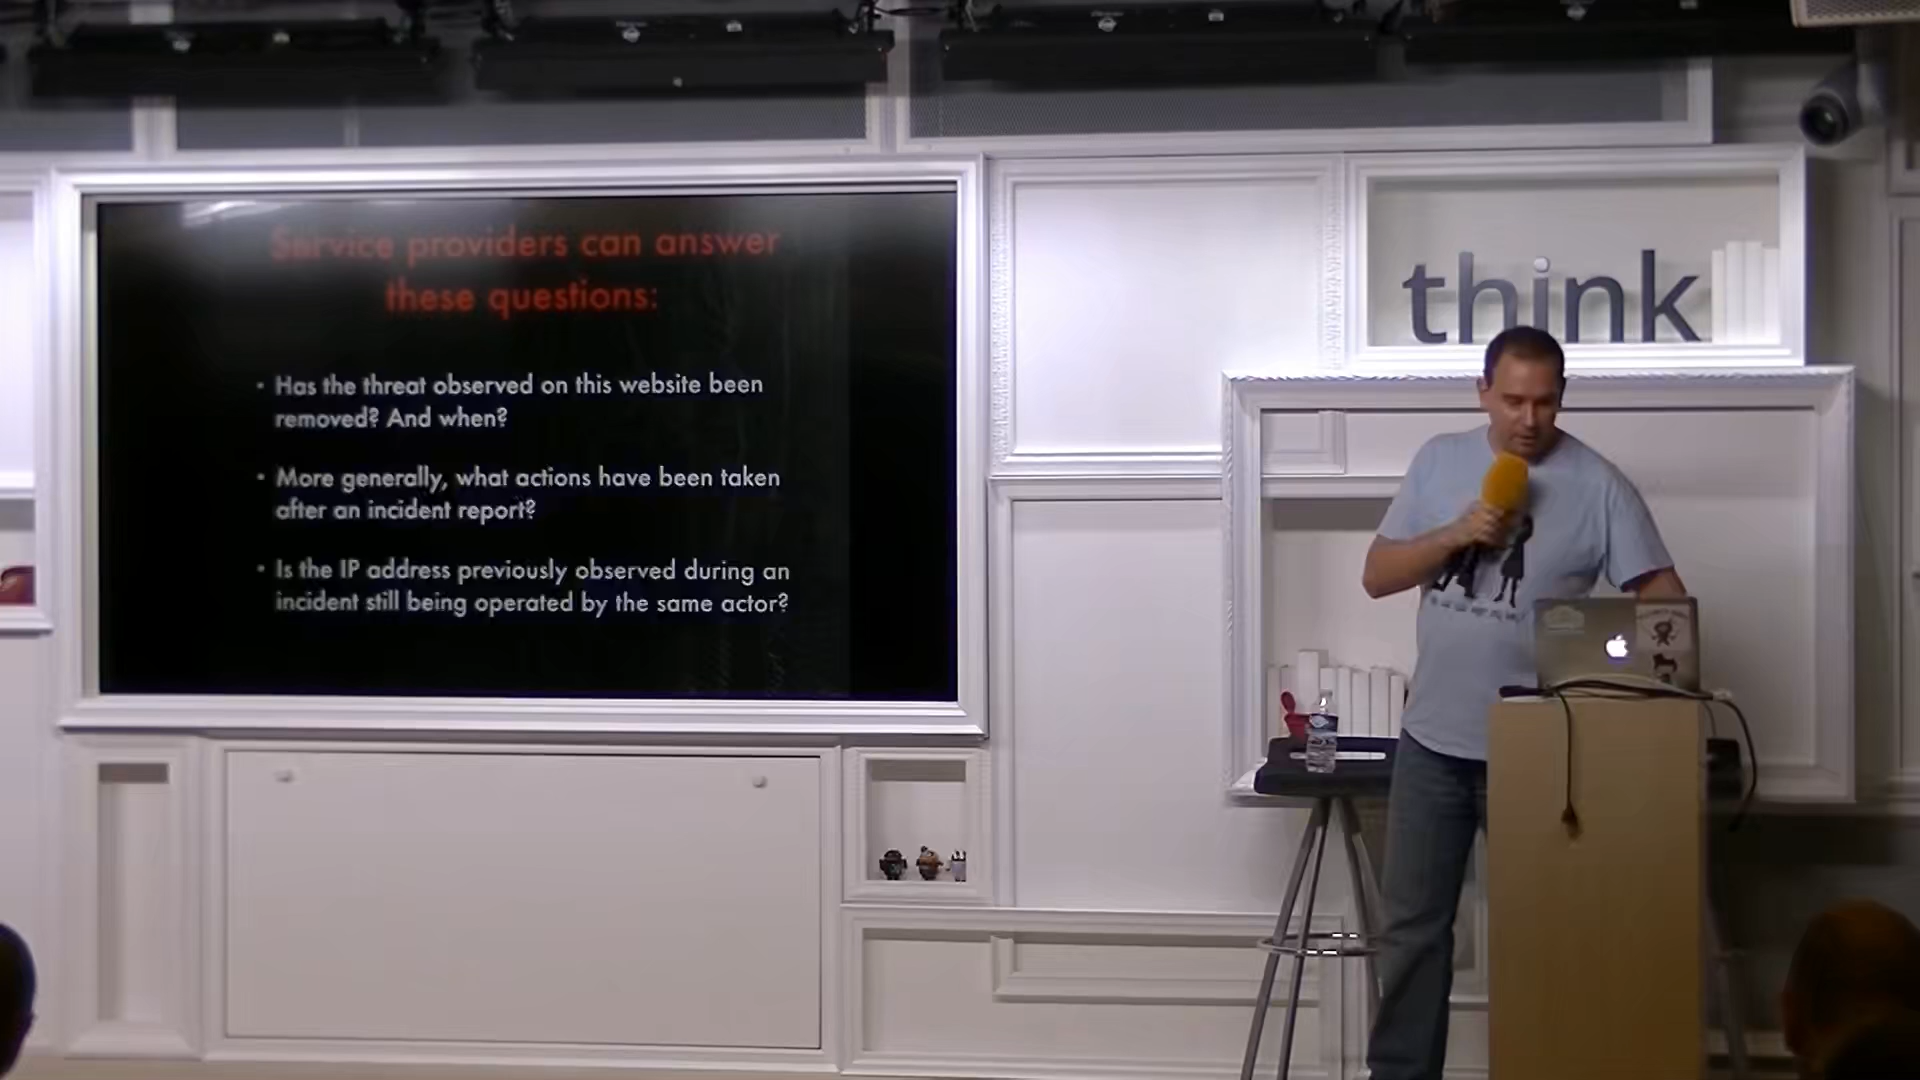 Service providers can answer
these questions:
• Has the threat observed on this website been
removed? And when?
• More generally, what actions have been taken
after an incident report?
• Is the IP address previously observed during an
incident still being operated by the same actor?
think